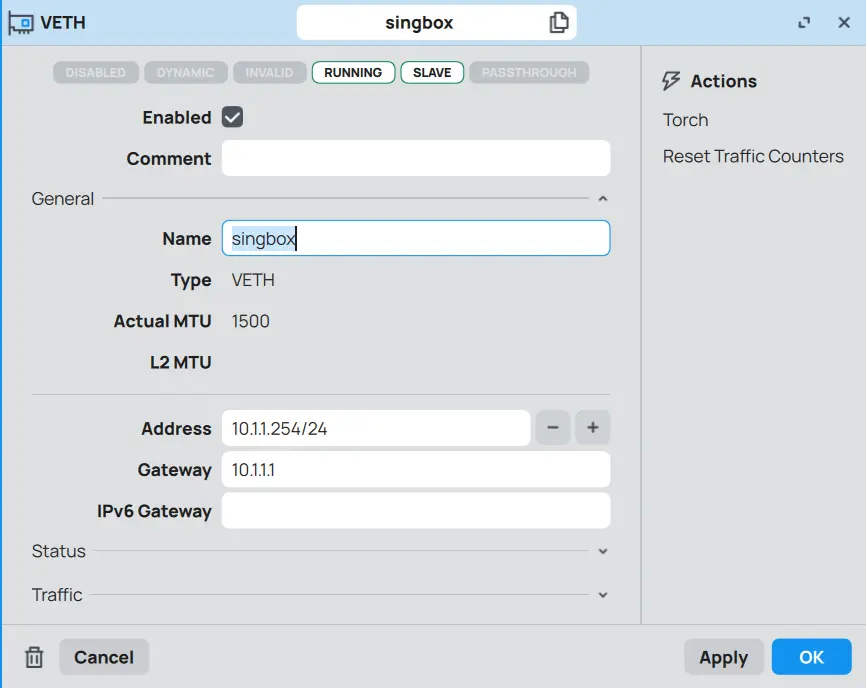 VETH
singbox
DISABLED DYNAMIC INVALID RUNNING SLAVE PASSTHROUGH
Enabled
Comment
General
Name singbox
Type VETH
Actual MTU 1500
L2 MTU
Address 10.1.1.254/24 − +
Gateway 10.1.1.1
IPv6 Gateway
Status
Traffic
Actions
Torch
Reset Traffic Counters
Cancel Apply OK